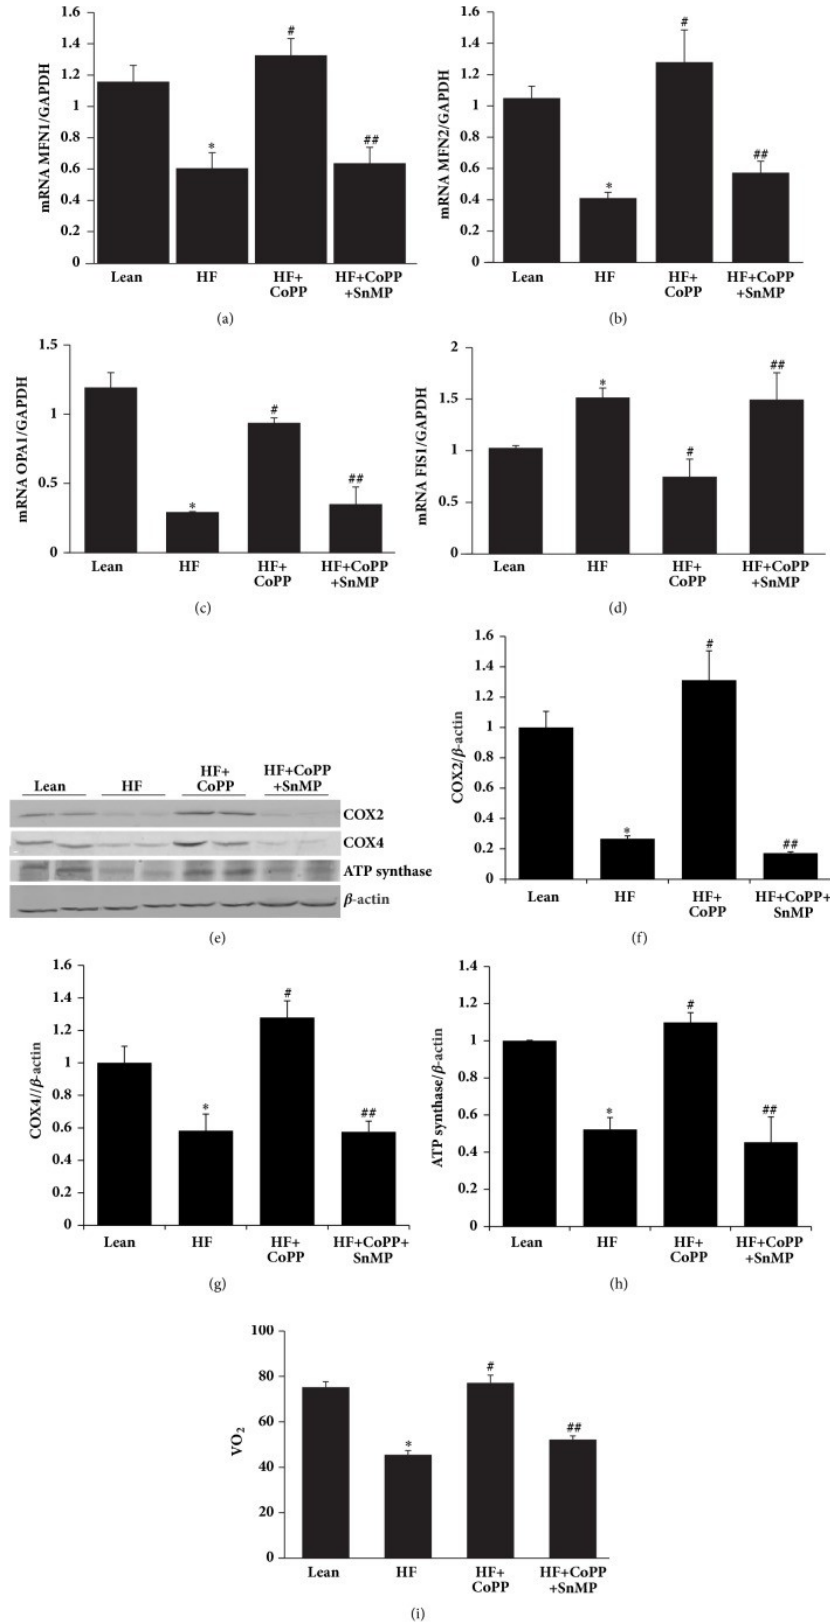 mRNA MFN1/GAPDH
1.6
1.4
1.2
1
0.8
0.6
0.4
0.2
0
#
*
##
Lean HF HF+ HF+CoPP
CoPP +SnMP
(a)
mRNA MFN2/GAPDH
1.6
1.4
1.2
1
0.8
0.6
0.4
0.2
0
#
*
##
Lean HF HF+ HF+CoPP
CoPP +SnMP
(b)
mRNA OPA1/GAPDH
1.5
1
0.5
0
*
#
##
Lean HF HF+ HF+CoPP
CoPP +SnMP
(c)
mRNA FIS1/GAPDH
2
1.5
1
0.5
0
*
#
##
Lean HF HF+ HF+CoPP
CoPP +SnMP
(d)
Lean HF HF+ HF+CoPP
CoPP +SnMP
COX2
COX4
ATP synthase
β-actin
(e)
COX2/β-actin
1.6
1.4
1.2
1
0.8
0.6
0.4
0.2
0
*
#
##
Lean HF HF+ HF+CoPP+
CoPP SnMP
(f)
COX4//β-actin
1.6
1.4
1.2
1
0.8
0.6
0.4
0.2
0
*
#
##
Lean HF HF+ HF+CoPP+
CoPP SnMP
(g)
ATP synthase/β-actin
1.4
1.2
1
0.8
0.6
0.4
0.2
0
*
#
##
Lean HF HF+ HF+CoPP
CoPP +SnMP
(h)
VO₂
100
80
60
40
20
0
*
#
##
Lean HF HF+ HF+CoPP
CoPP +SnMP
(i)